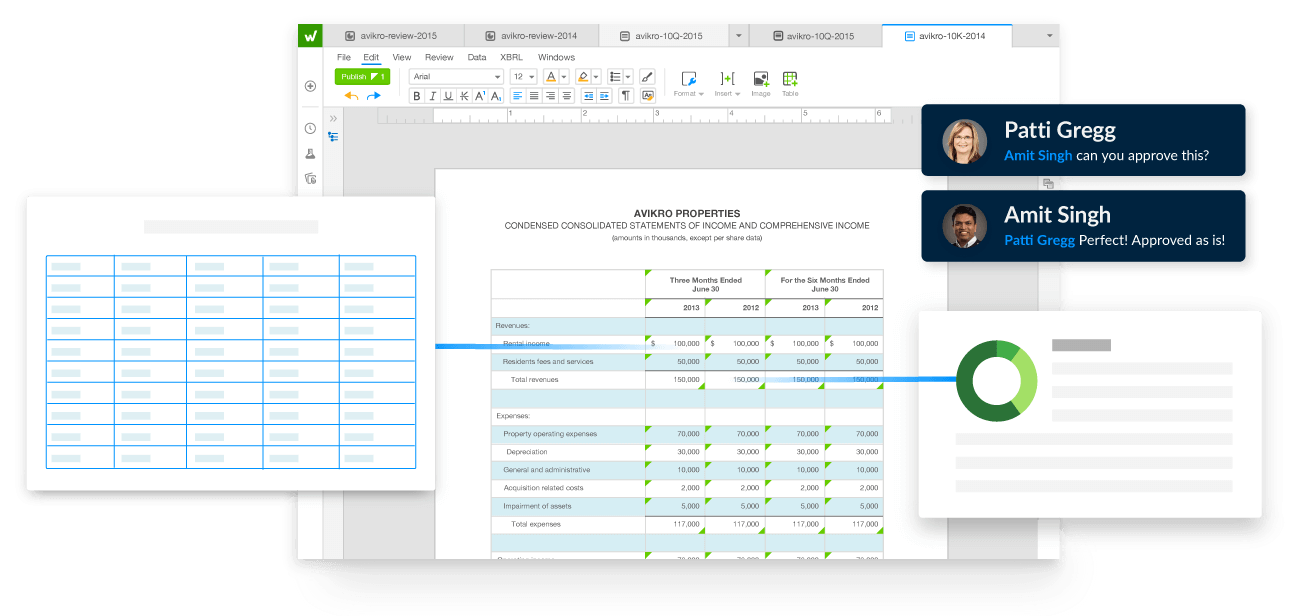 avikro-review-2015 avikro-review-2014 avikro-10Q-2015 avikro-10Q-2015 avikro-10K-2014
File Edit View Review Data XBRL Windows
Publish 1 Arial 12 A
B I U K A¹ A₁ Format Insert Image Table
1 2 3 4 5 6
Patti Gregg
Amit Singh can you approve this?
Amit Singh
Patti Gregg Perfect! Approved as is!
AVIKRO PROPERTIES
CONDENSED CONSOLIDATED STATEMENTS OF INCOME AND COMPREHENSIVE INCOME
(amounts in thousands, except per share data)
Three Months Ended June 30 For the Six Months Ended June 30
2013 2012 2013 2012
Revenues:
Rental income $ 100,000 $ 100,000 $ 100,000 $ 100,000
Residents fees and services 50,000 50,000 50,000 50,000
Total revenues 150,000 150,000 150,000 150,000
Expenses:
Property operating expenses 70,000 70,000 70,000 70,000
Depreciation 30,000 30,000 30,000 30,000
General and administrative 10,000 10,000 10,000 10,000
Acquisition related costs 2,000 2,000 2,000 2,000
Impairment of assets 5,000 5,000 5,000 5,000
Total expenses 117,000 117,000 117,000 117,000